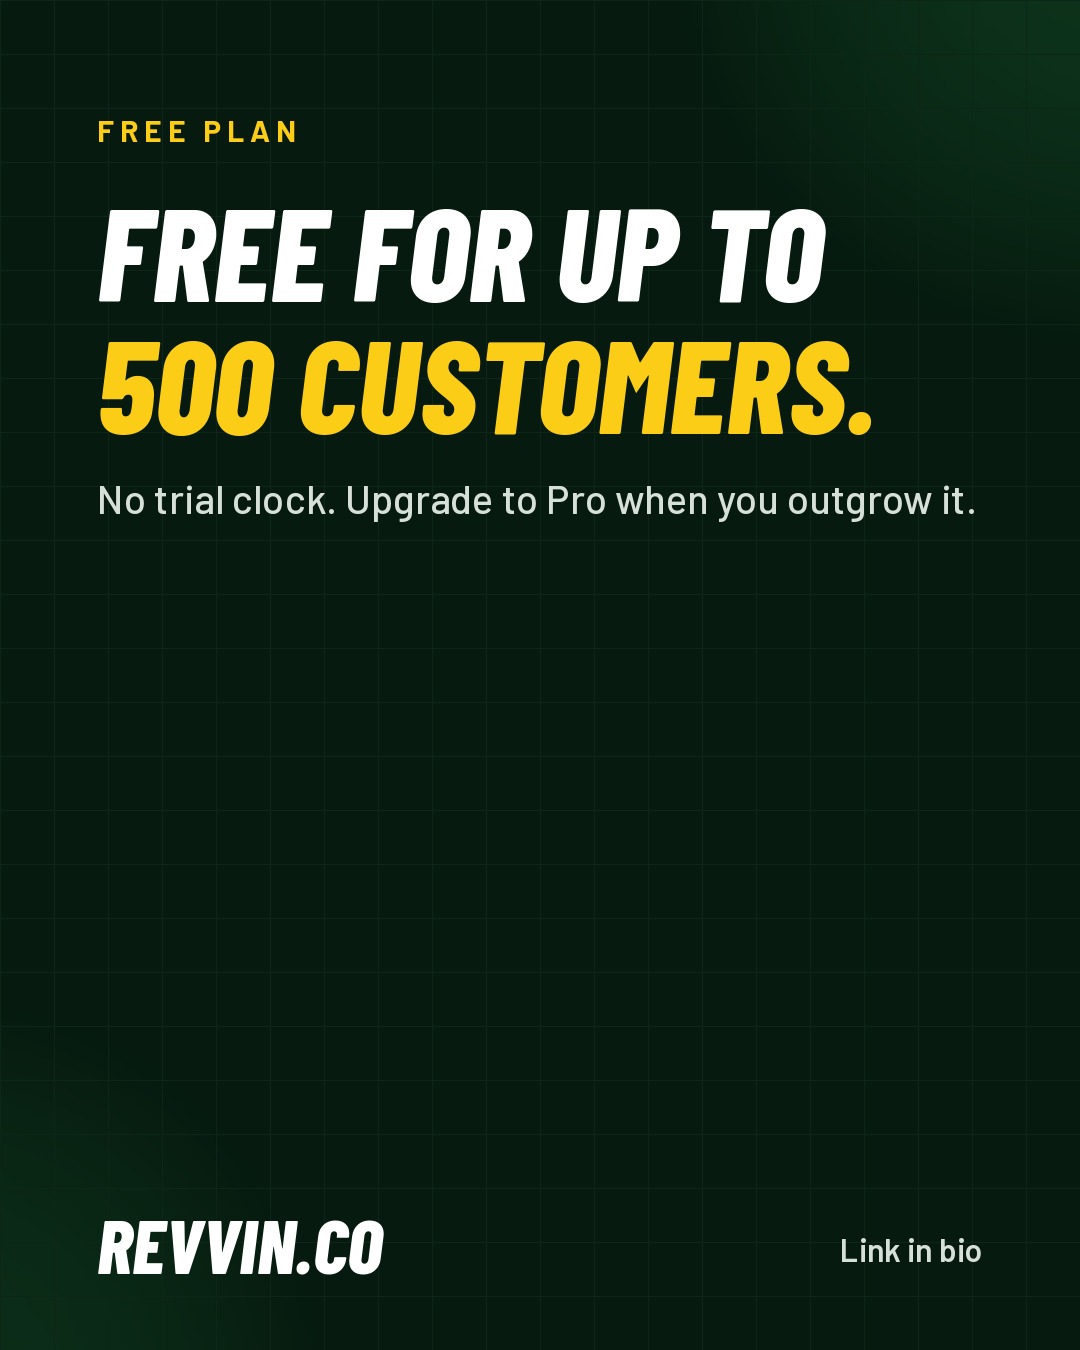 FREE PLAN
FREE FOR UP TO
500 CUSTOMERS.
No trial clock. Upgrade to Pro when you outgrow it.
REVVIN.CO
Link in bio